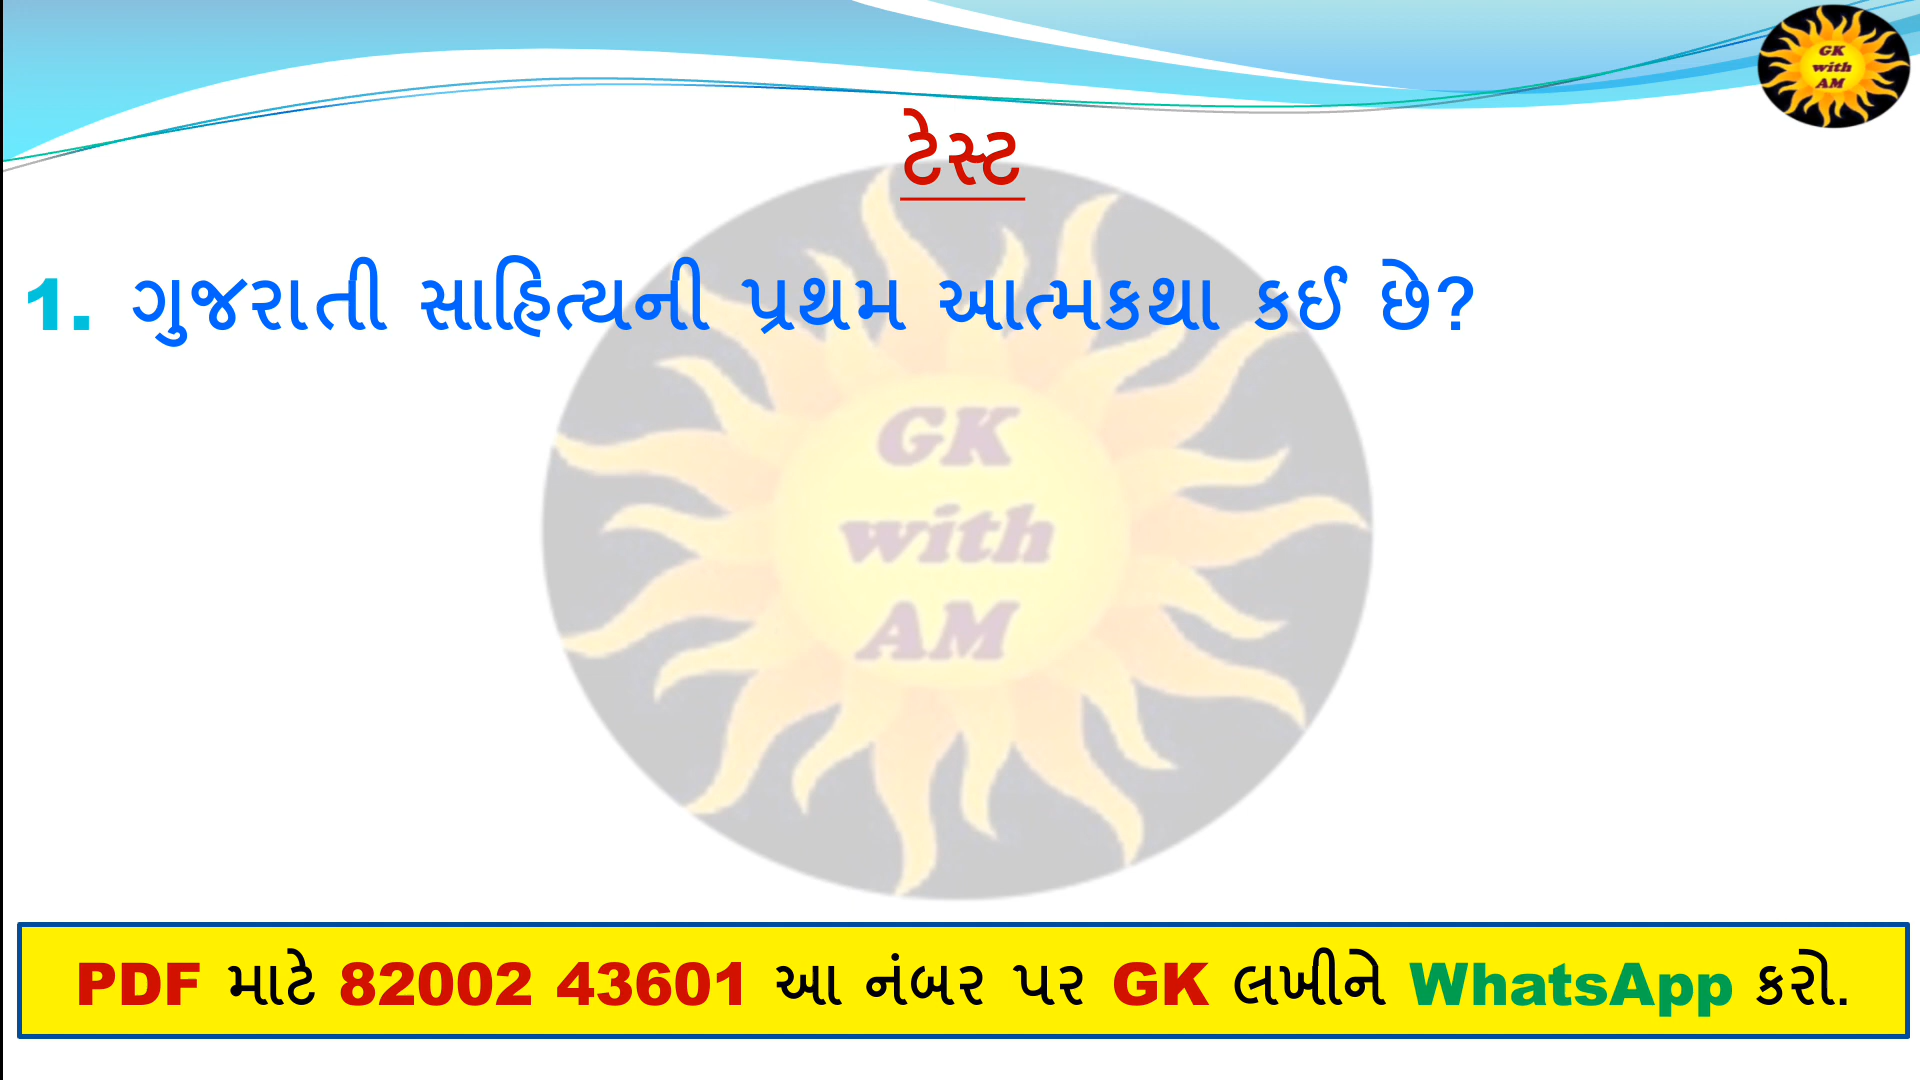 GK
with
AM
ટેસ્ટ
1. ગુજરાતી સાહિત્યની પ્રથમ આત્મકથા કઈ છે?
GK
with
AM
PDF માટે 82002 43601 આ નંબર પર GK લખીને WhatsApp કરો.